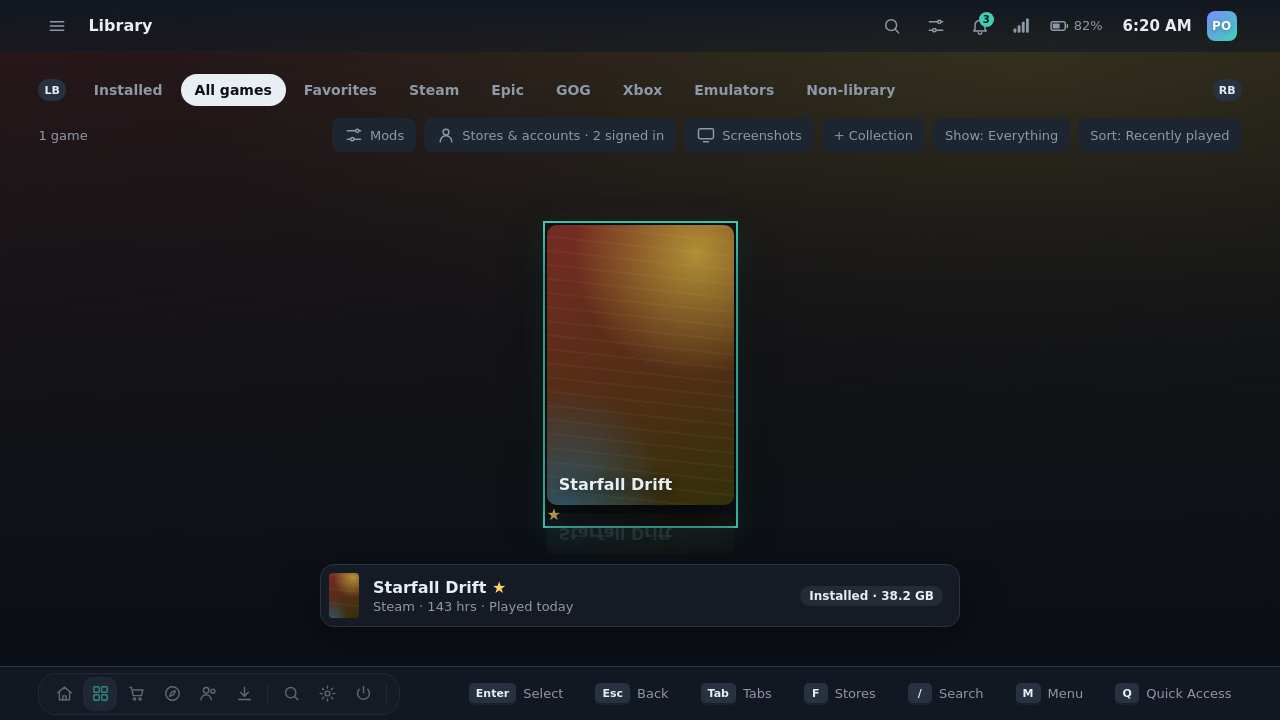 Library
3
82%
6:20 AM
PO
LB
Installed
All games
Favorites
Steam
Epic
GOG
Xbox
Emulators
Non-library
RB
1 game
Mods
Stores & accounts · 2 signed in
Screenshots
+ Collection
Show: Everything
Sort: Recently played
Starfall Drift
★
Starfall Drift
Starfall Drift ★
Steam · 143 hrs · Played today
Installed · 38.2 GB
Enter Select
Esc Back
Tab Tabs
F Stores
/ Search
M Menu
Q Quick Access